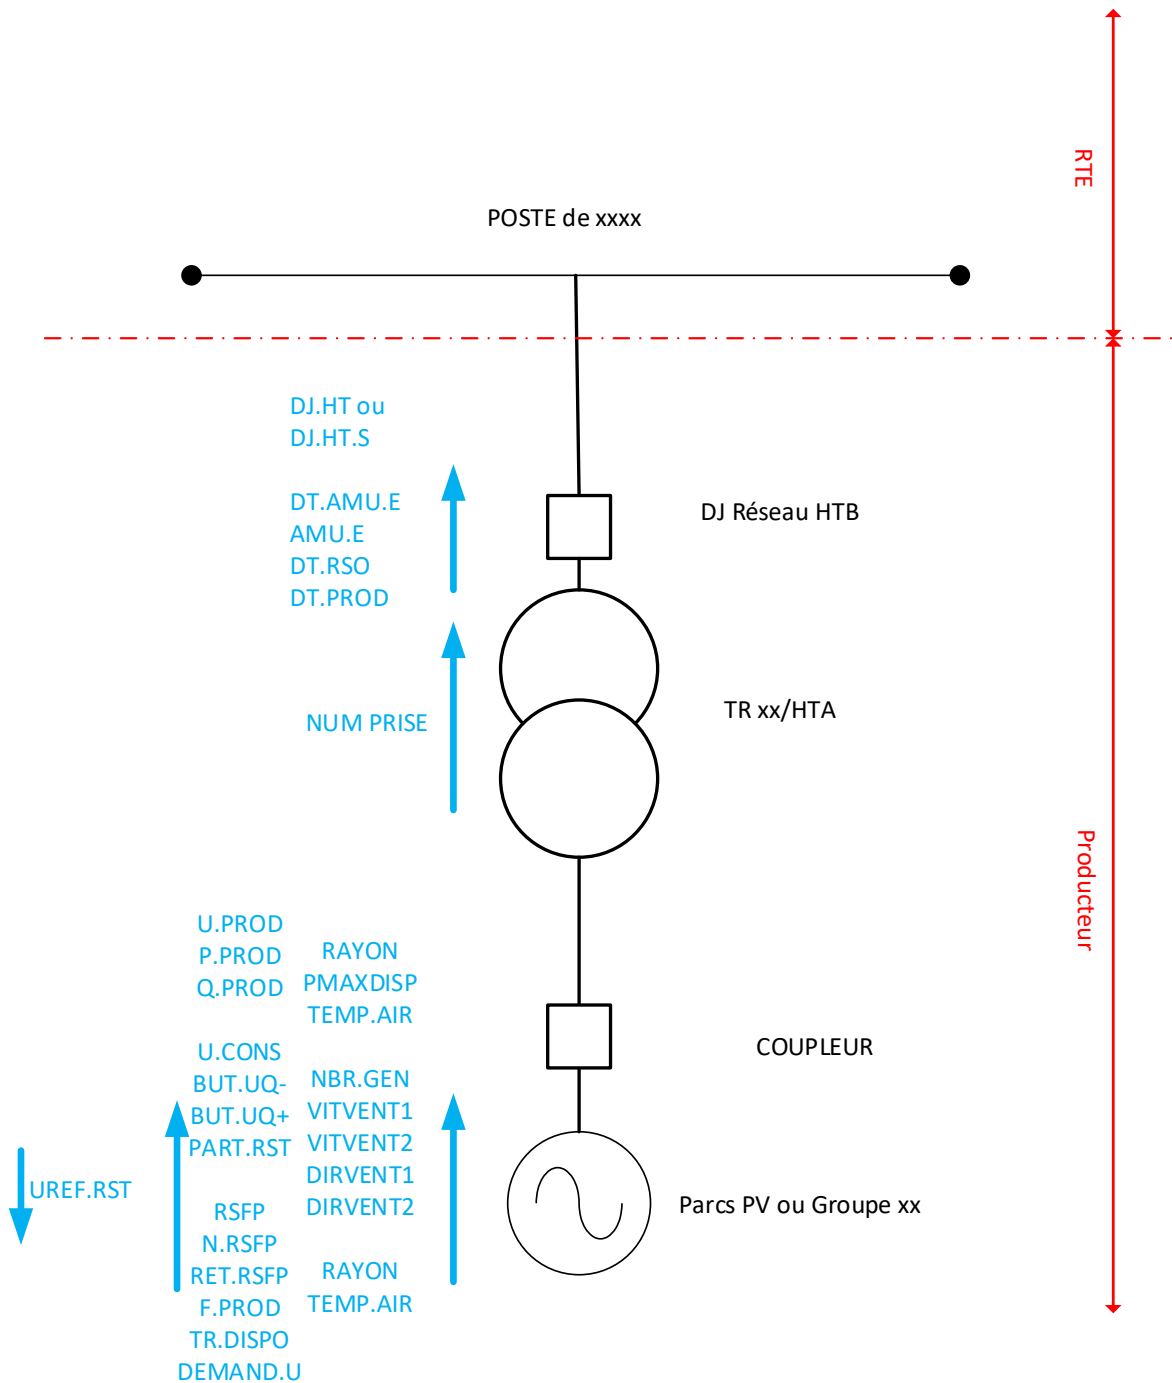 RTE
POSTE de xxxx
DJ.HT ou
DJ.HT.S
DT.AMU.E
AMU.E
DT.RSO
DT.PROD
DJ Réseau HTB
NUM PRISE
TR xx/HTA
Producteur
U.PROD
P.PROD
Q.PROD
U.CONS
BUT.UQ-
BUT.UQ+
PART.RST
RSFP
N.RSFP
RET.RSFP
F.PROD
TR.DISPO
DEMAND.U
RAYON
PMAXDISP
TEMP.AIR
NBR.GEN
VITVENT1
VITVENT2
DIRVENT1
DIRVENT2
RAYON
TEMP.AIR
UREF.RST
COUPLEUR
Parcs PV ou Groupe xx